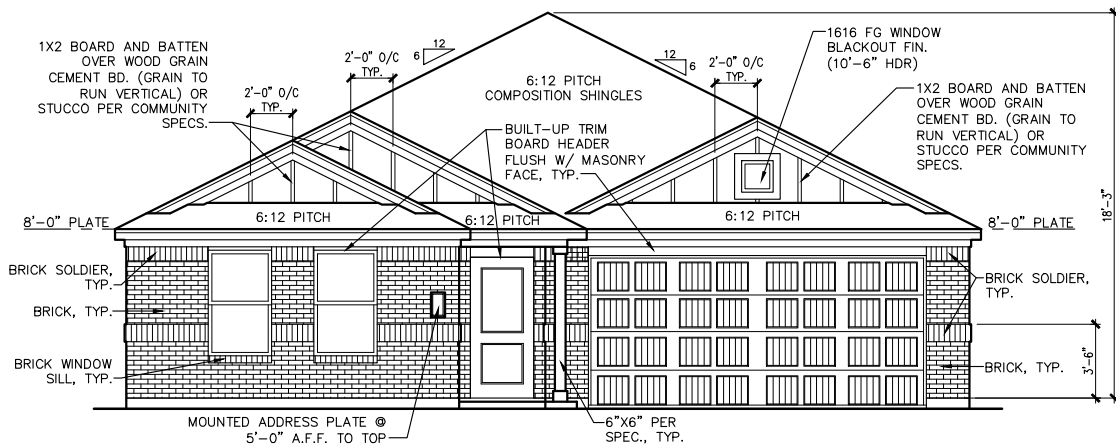 1X2 BOARD AND BATTEN
OVER WOOD GRAIN
CEMENT BD. (GRAIN TO
RUN VERTICAL) OR
STUCCO PER COMMUNITY
SPECS.
2'-0" O/C
TYP.
2'-0" O/C
TYP.
12
6
6:12 PITCH
COMPOSITION SHINGLES
12
6
2'-0" O/C
TYP.
1616 FG WINDOW
BLACKOUT FIN.
(10'-6" HDR)
1X2 BOARD AND BATTEN
OVER WOOD GRAIN
CEMENT BD. (GRAIN TO
RUN VERTICAL) OR
STUCCO PER COMMUNITY
SPECS.
BUILT-UP TRIM
BOARD HEADER
FLUSH W/ MASONRY
FACE, TYP.
8'-0" PLATE
6:12 PITCH
6:12 PITCH
6:12 PITCH
8'-0" PLATE
18'-3"
BRICK SOLDIER,
TYP.
BRICK, TYP.
BRICK WINDOW
SILL, TYP.
BRICK SOLDIER,
TYP.
BRICK, TYP.
3'-6"
MOUNTED ADDRESS PLATE @
5'-0" A.F.F. TO TOP
6"X6" PER
SPEC., TYP.